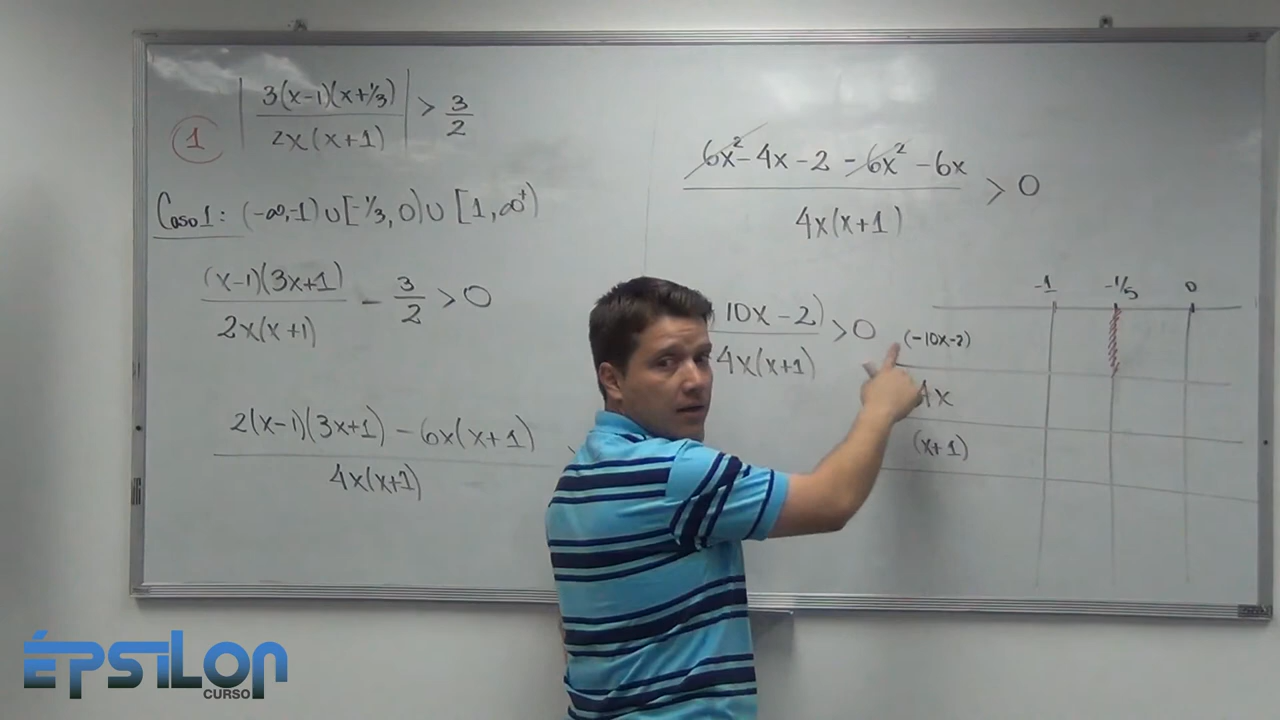 |3(x-1)(x+1/3) / 2x(x+1)| > 3/2
1
Caso 1: (-∞,-1) ∪ [-1/3, 0) ∪ [1, ∞⁺)
(x-1)(3x+1) / 2x(x+1) - 3/2 > 0
2(x-1)(3x+1) - 6x(x+1) / 4x(x+1)
6x² - 4x - 2 - 6x² - 6x / 4x(x+1) > 0
10x - 2) / 4x(x+1) > 0
-1 -1/5 0
(-10x-2)
4x
(x+1)
ÉPSILON
CURSO